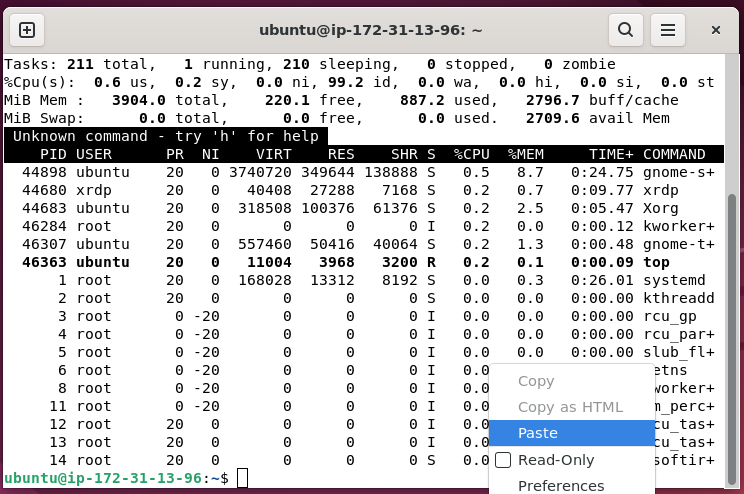 ubuntu@ip-172-31-13-96: ~
Tasks: 211 total,   1 running, 210 sleeping,   0 stopped,   0 zombie
%Cpu(s):  0.6 us,  0.2 sy,  0.0 ni, 99.2 id,  0.0 wa,  0.0 hi,  0.0 si,  0.0 st
MiB Mem :   3904.0 total,    220.1 free,    887.2 used,   2796.7 buff/cache
MiB Swap:      0.0 total,      0.0 free,      0.0 used.   2709.6 avail Mem
Unknown command - try 'h' for help
PID USER      PR  NI    VIRT    RES    SHR S  %CPU  %MEM     TIME+ COMMAND
44898 ubuntu    20   0 3740720 349644 138888 S   0.5   8.7   0:24.75 gnome-s+
44680 xrdp      20   0   40408  27288   7168 S   0.2   0.7   0:09.77 xrdp
44683 ubuntu    20   0  318508 100376  61376 S   0.2   2.5   0:05.47 Xorg
46284 root      20   0       0      0      0 I   0.2   0.0   0:00.12 kworker+
46307 ubuntu    20   0  557460  50416  40064 S   0.2   1.3   0:00.48 gnome-t+
46363 ubuntu    20   0   11004   3968   3200 R   0.2   0.1   0:00.09 top
1 root      20   0  168028  13312   8192 S   0.0   0.3   0:26.01 systemd
2 root      20   0       0      0      0 S   0.0   0.0   0:00.00 kthreadd
3 root       0 -20       0      0      0 I   0.0   0.0   0:00.00 rcu_gp
4 root       0 -20       0      0      0 I   0.0   0.0   0:00.00 rcu_par+
5 root       0 -20       0      0      0 I   0.0   0.0   0:00.00 slub_fl+
6 root       0 -20       0      0      0 I   0.0 etns
8 root       0 -20       0      0      0 I   0.0 worker+
11 root       0 -20       0      0      0 I   0.0 m_perc+
12 root      20   0       0      0      0 I   0.0 cu_tas+
13 root      20   0       0      0      0 I   0.0 cu_tas+
14 root      20   0       0      0      0 S   0.0 softir+
ubuntu@ip-172-31-13-96:~$
Copy
Copy as HTML
Paste
Read-Only
Preferences